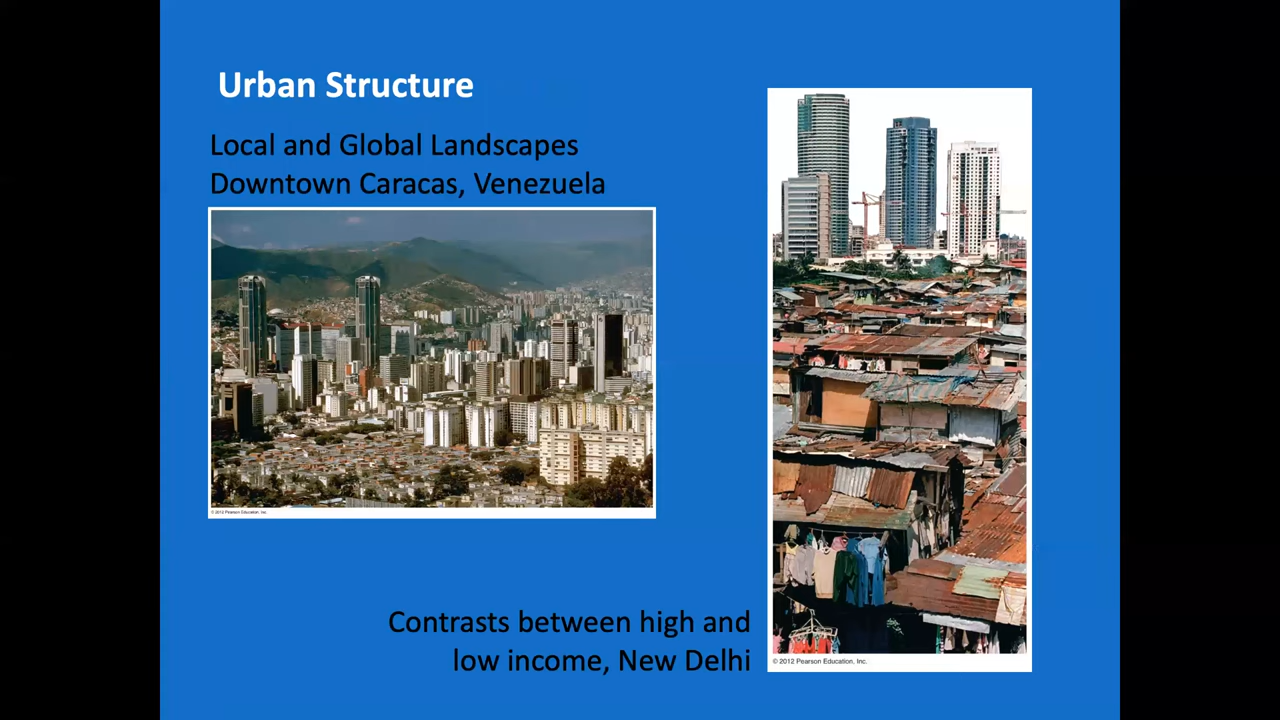 Urban Structure
Local and Global Landscapes
Downtown Caracas, Venezuela
© 2012 Pearson Education, Inc.
Contrasts between high and
low income, New Delhi
© 2012 Pearson Education, Inc.